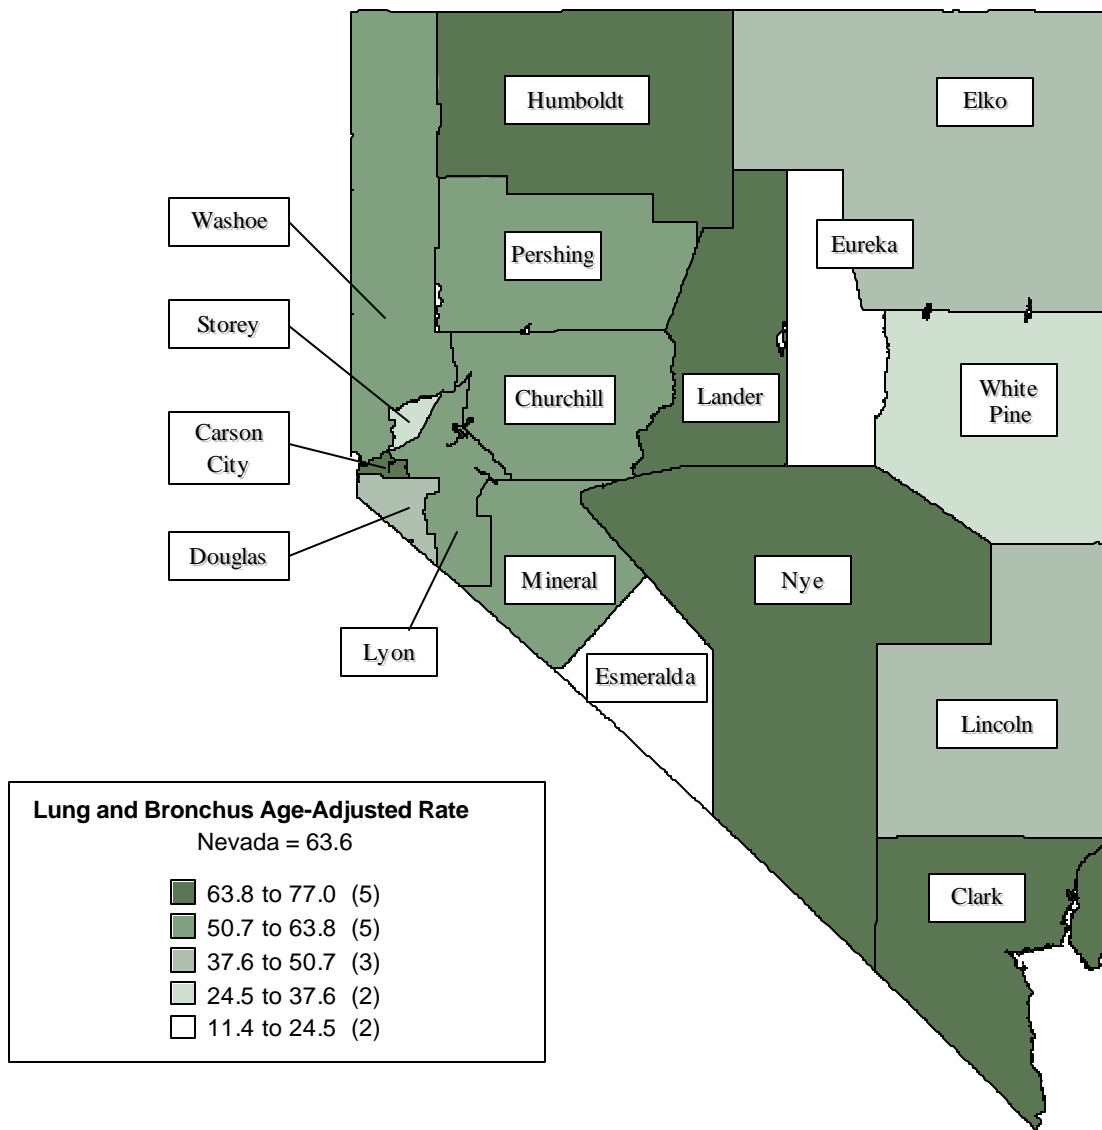 Humboldt
Elko
Washoe
Eureka
Pershing
Storey
Churchill
Lander
White
Pine
Carson
City
Douglas
Mineral
Nye
Lyon
Esmeralda
Lincoln
Clark
Lung and Bronchus Age-Adjusted Rate
Nevada = 63.6
63.8 to 77.0 (5)
50.7 to 63.8 (5)
37.6 to 50.7 (3)
24.5 to 37.6 (2)
11.4 to 24.5 (2)